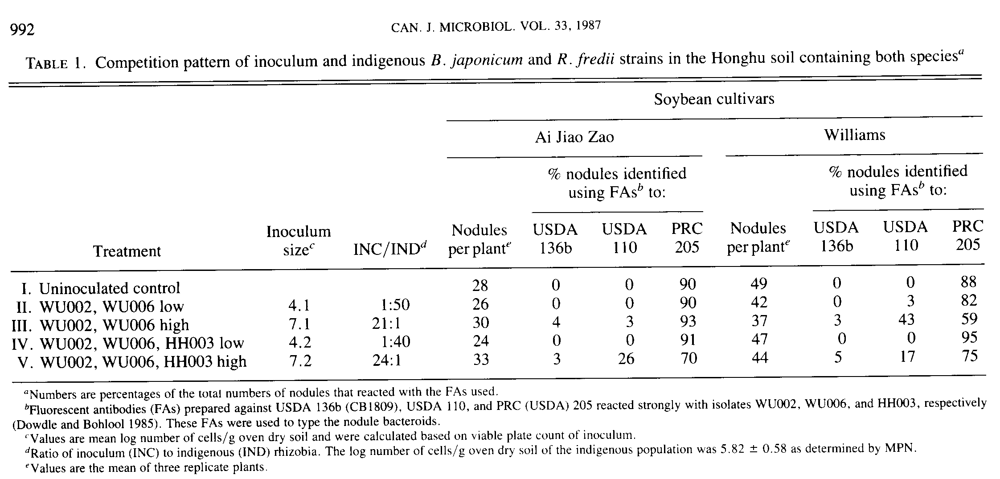 992
CAN. J. MICROBIOL. VOL. 33, 1987
TABLE 1. Competition pattern of inoculum and indigenous B. japonicum and R. fredii strains in the Honghu soil containing both species^a
Soybean cultivars
Ai Jiao Zao Williams
% nodules identified % nodules identified
using FAs^b to: using FAs^b to:
Inoculum Nodules USDA USDA PRC Nodules USDA USDA PRC
Treatment size^c INC/IND^d per plant^e 136b 110 205 per plant^e 136b 110 205
I. Uninoculated control 28 0 0 90 49 0 0 88
II. WU002, WU006 low 4.1 1:50 26 0 0 90 42 0 3 82
III. WU002, WU006 high 7.1 21:1 30 4 3 93 37 3 43 59
IV. WU002, WU006, HH003 low 4.2 1:40 24 0 0 91 47 0 0 95
V. WU002, WU006, HH003 high 7.2 24:1 33 3 26 70 44 5 17 75
^aNumbers are percentages of the total numbers of nodules that reacted with the FAs used.
^bFluorescent antibodies (FAs) prepared against USDA 136b (CB1809), USDA 110, and PRC (USDA) 205 reacted strongly with isolates WU002, WU006, and HH003, respectively
(Dowdle and Bohlool 1985). These FAs were used to type the nodule bacteroids.
^cValues are mean log number of cells/g oven dry soil and were calculated based on viable plate count of inoculum.
^dRatio of inoculum (INC) to indigenous (IND) rhizobia. The log number of cells/g oven dry soil of the indigenous population was 5.82 ± 0.58 as determined by MPN.
^eValues are the mean of three replicate plants.